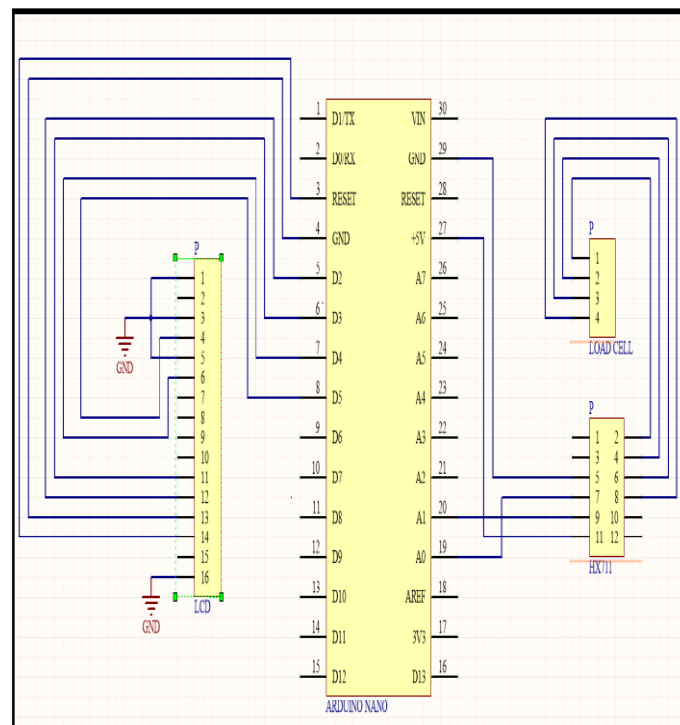 1 D1/TX VIN 30
2 D0/RX GND 29
3 RESET RESET 28
4 GND +5V 27
5 D2 A7 26
6 D3 A6 25
7 D4 A5 24
8 D5 A4 23
9 D6 A3 22
10 D7 A2 21
11 D8 A1 20
12 D9 A0 19
13 D10 AREF 18
14 D11 3V3 17
15 D12 D13 16
ARDUINO NANO
P
1
2
3
4
5
6
7
8
9
10
11
12
13
14
15
16
LCD
GND
GND
P
1
2
3
4
LOAD CELL
P
1 2
3 4
5 6
7 8
9 10
11 12
HX711